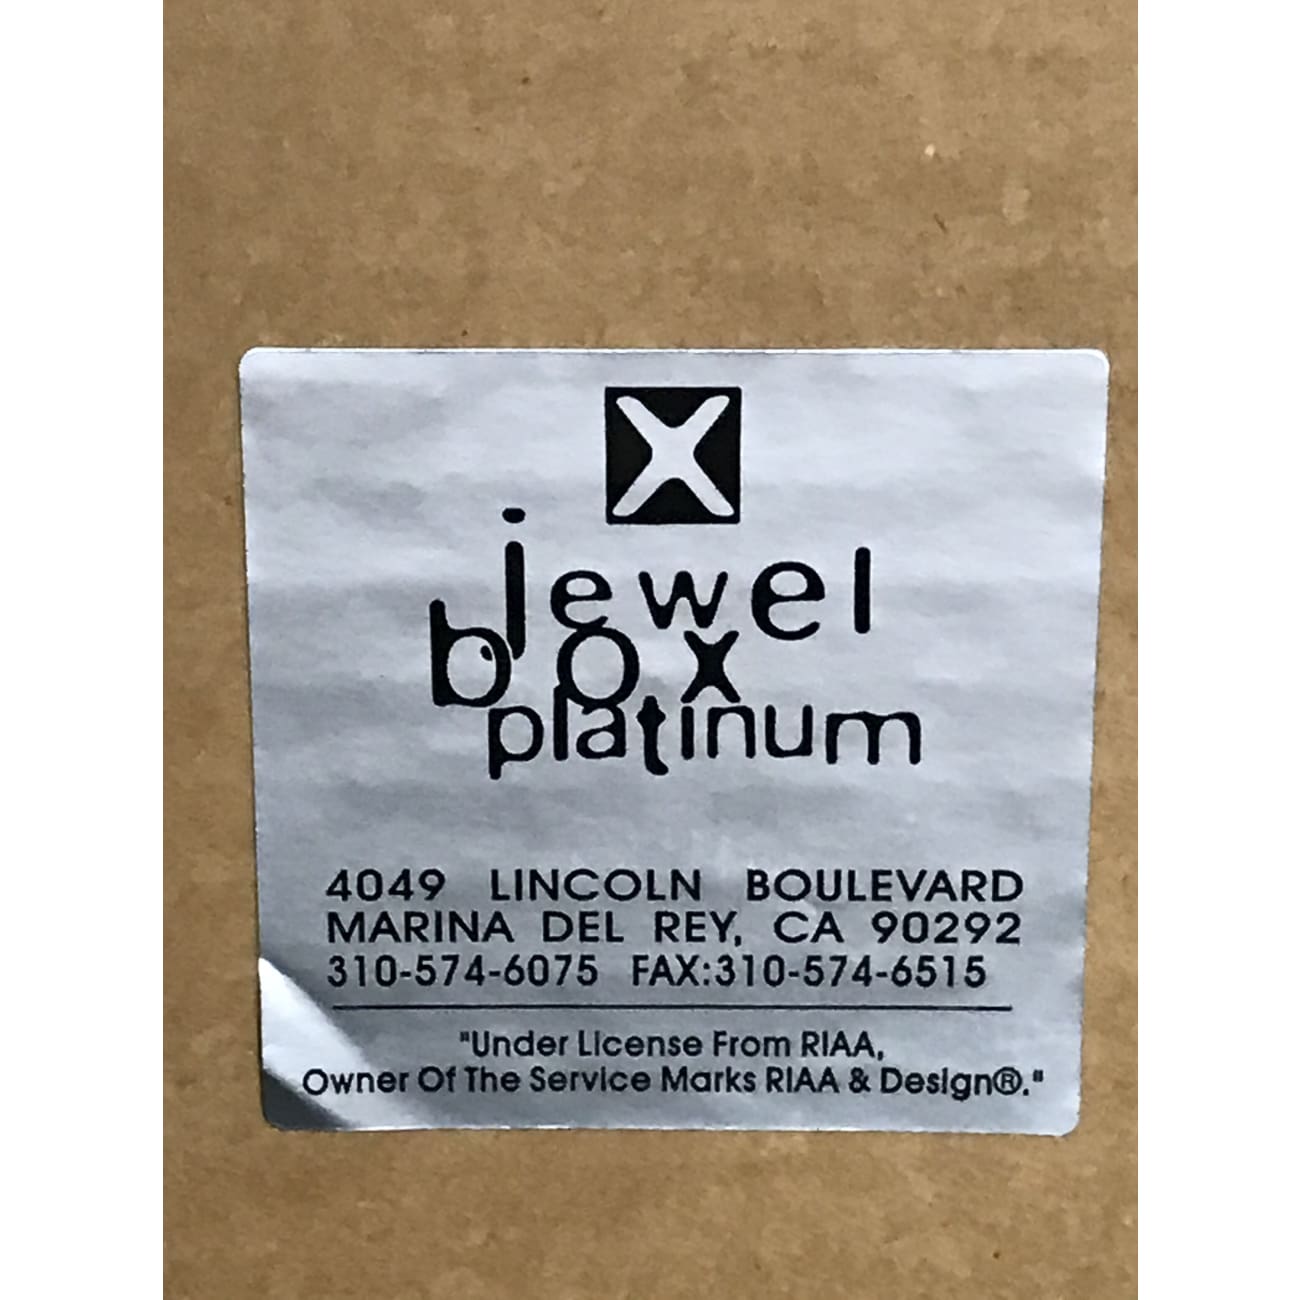 X
jewel
box
platinum
4049 LINCOLN BOULEVARD
MARINA DEL REY, CA 90292
310-574-6075 FAX:310-574-6515
"Under License From RIAA,
Owner Of The Service Marks RIAA & Design®."